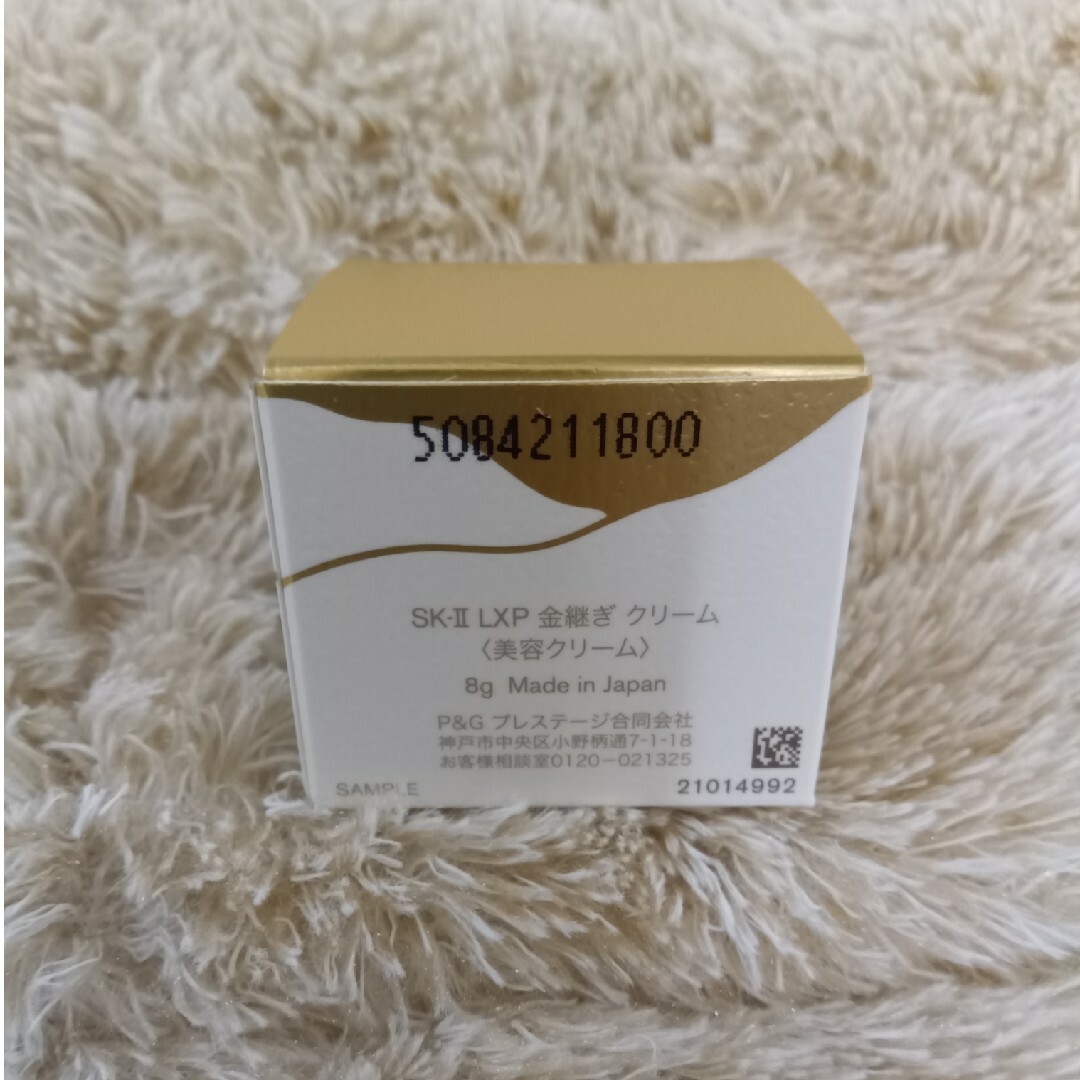 5084211800
SK-II LXP 金継ぎ クリーム
〈美容クリーム〉
8g Made in Japan
P&G プレステージ合同会社
神戸市中央区小野柄通7-1-18
お客様相談室0120-021325
SAMPLE
21014992